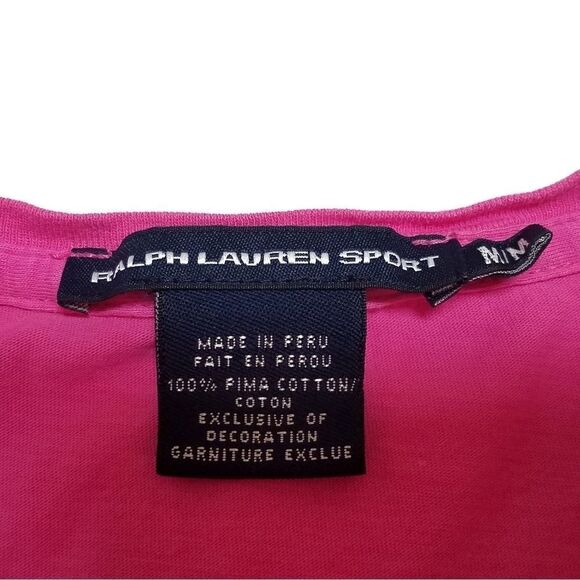 RALPH LAUREN SPORT
M/M
MADE IN PERU
FAIT EN PEROU
100% PIMA COTTON/
COTON
EXCLUSIVE OF
DECORATION
GARNITURE EXCLUE